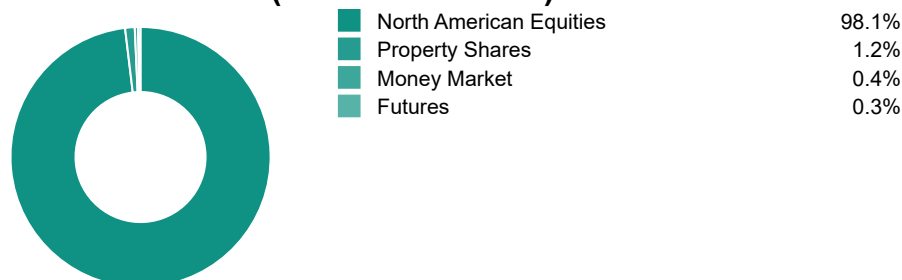 North American Equities 98.1%
Property Shares 1.2%
Money Market 0.4%
Futures 0.3%